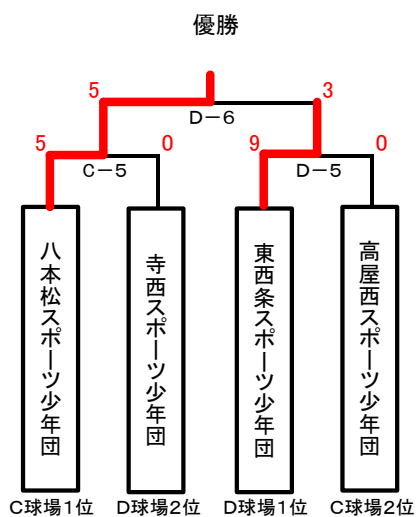 優勝
5
3
D－6
5
0
9
0
C－5
D－5
八本松スポーツ少年団
寺西スポーツ少年団
東西条スポーツ少年団
高屋西スポーツ少年団
C球場1位
D球場2位
D球場1位
C球場2位